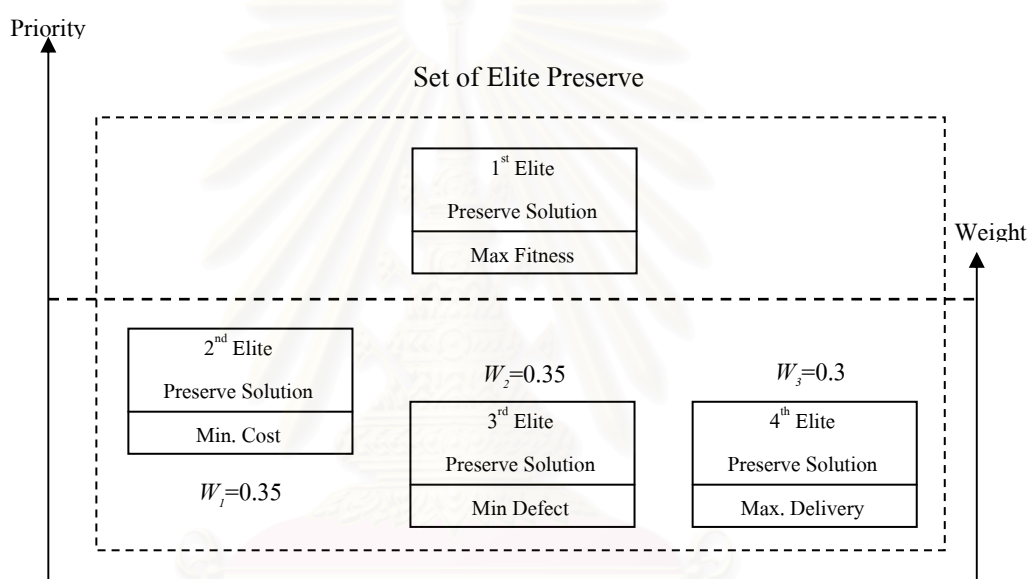 Priority
Set of Elite Preserve
1st Elite
Preserve Solution
Max Fitness
Weight
2nd Elite
Preserve Solution
Min. Cost
W1=0.35
W2=0.35
3rd Elite
Preserve Solution
Min Defect
W3=0.3
4th Elite
Preserve Solution
Max. Delivery